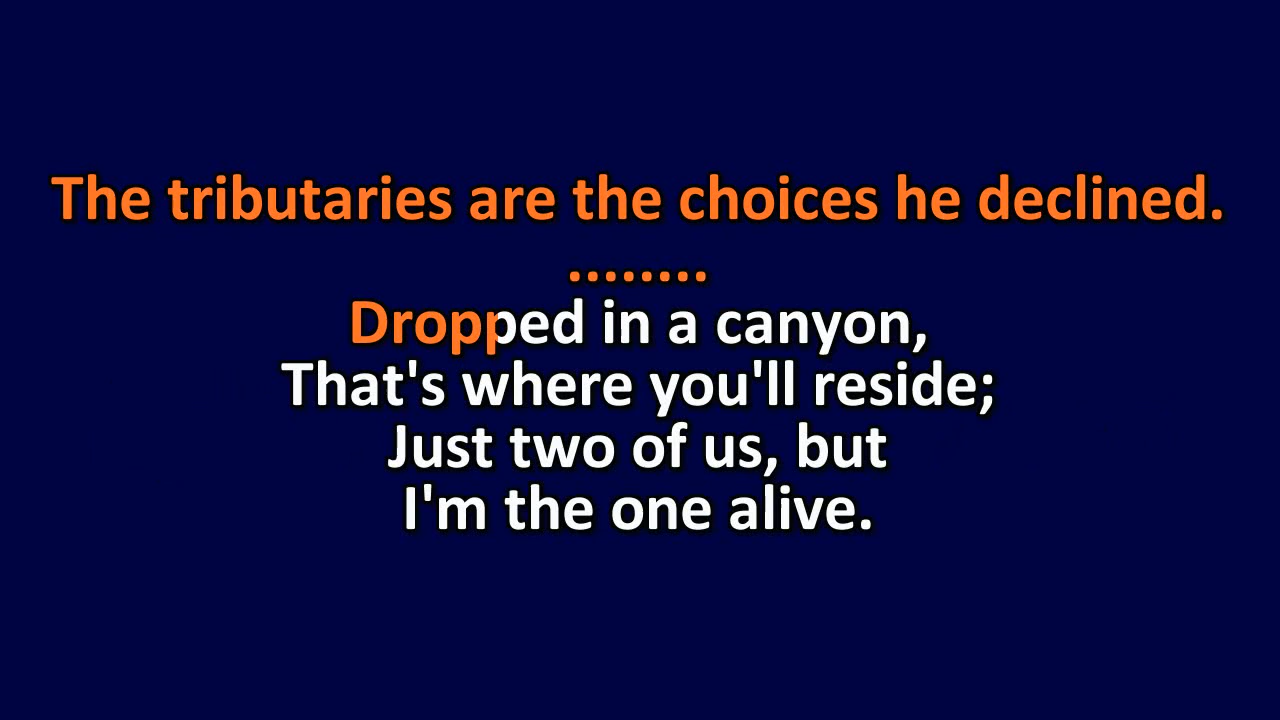 The tributaries are the choices he declined.
........
Dropped in a canyon,
That's where you'll reside;
Just two of us, but
I'm the one alive.